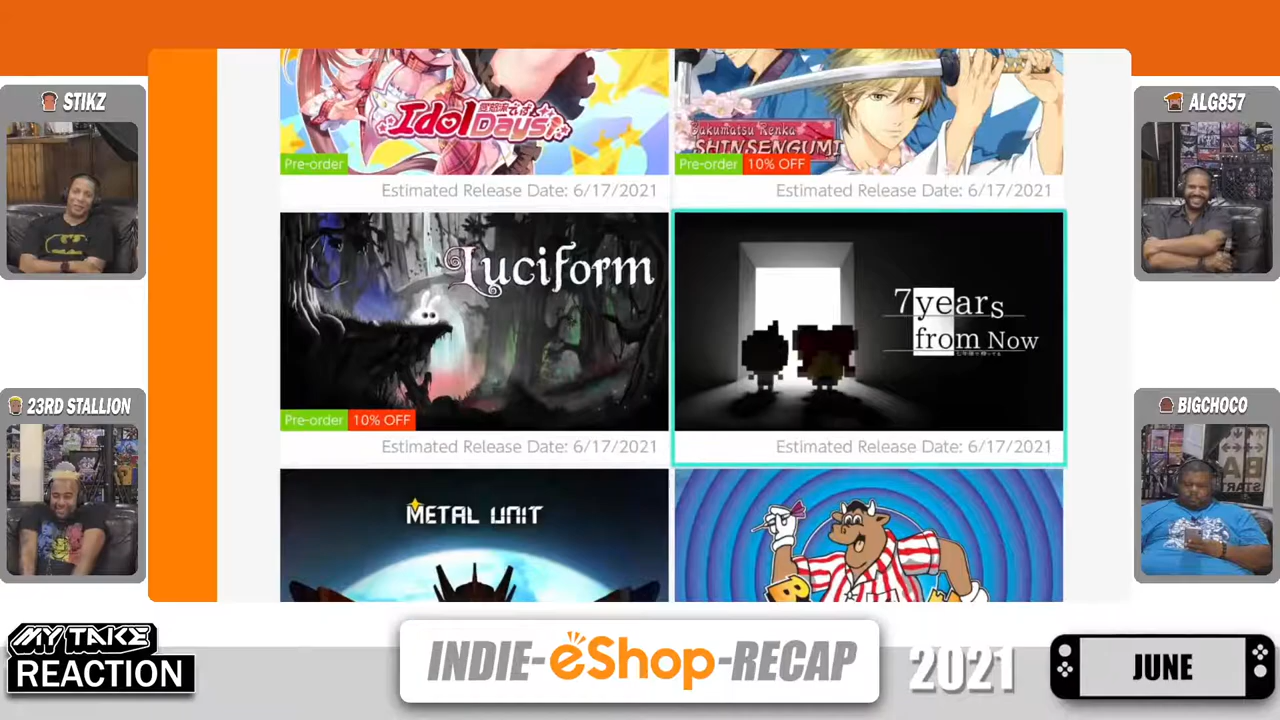 STIKZ
ALG857
Idol Days
Bakumatsu Renka
SHINSENGUMI
Pre-order
Pre-order 10% OFF
Estimated Release Date: 6/17/2021
Estimated Release Date: 6/17/2021
Luciform
7years
from Now
Pre-order 10% OFF
Estimated Release Date: 6/17/2021
Estimated Release Date: 6/17/2021
23RD STALLION
BIGCHOCO
BA
START
METAL UNIT
B
MY TAKE
REACTION
INDIE-eShop-RECAP
2021
JUNE